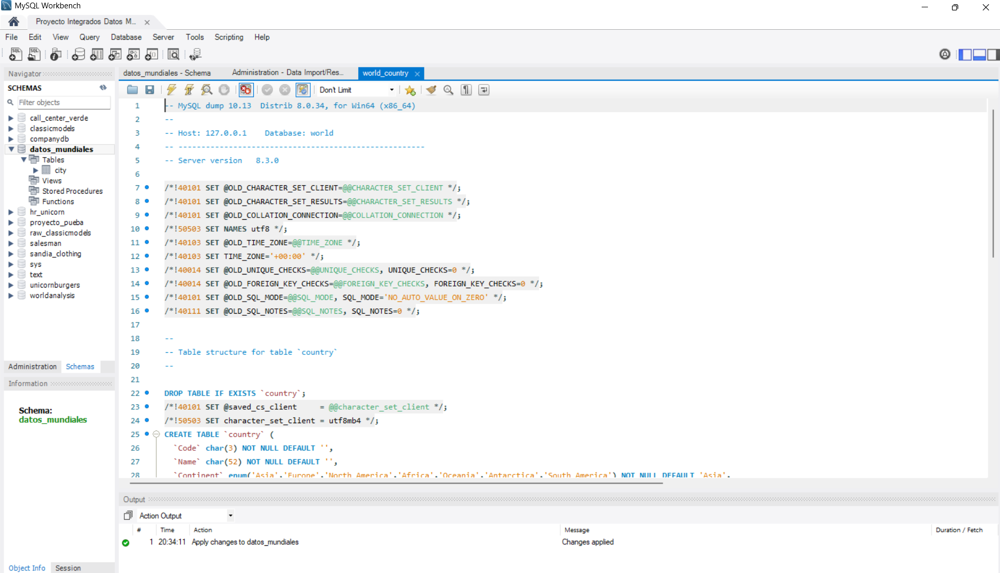 MySQL Workbench
Proyecto Integrados Datos M...
File Edit View Query Database Server Tools Scripting Help
Navigator
SCHEMAS
Filter objects
call_center_verde
classicmodels
companydb
datos_mundiales
Tables
city
Views
Stored Procedures
Functions
hr_unicorn
proyecto_pueba
raw_classicmodels
salesman
sandia_clothing
sys
text
unicornburgers
worldanalysis
Administration Schemas
Information
Schema:
datos_mundiales
Object Info Session
datos_mundiales - Schema Administration - Data Import/Res... world_country
Don't Limit
1 -- MySQL dump 10.13  Distrib 8.0.34, for Win64 (x86_64)
2 --
3 -- Host: 127.0.0.1    Database: world
4 -- ------------------------------------------------------
5 -- Server version	8.3.0
6
7 /*!40101 SET @OLD_CHARACTER_SET_CLIENT=@@CHARACTER_SET_CLIENT */;
8 /*!40101 SET @OLD_CHARACTER_SET_RESULTS=@@CHARACTER_SET_RESULTS */;
9 /*!40101 SET @OLD_COLLATION_CONNECTION=@@COLLATION_CONNECTION */;
10 /*!50503 SET NAMES utf8 */;
11 /*!40103 SET @OLD_TIME_ZONE=@@TIME_ZONE */;
12 /*!40103 SET TIME_ZONE='+00:00' */;
13 /*!40014 SET @OLD_UNIQUE_CHECKS=@@UNIQUE_CHECKS, UNIQUE_CHECKS=0 */;
14 /*!40014 SET @OLD_FOREIGN_KEY_CHECKS=@@FOREIGN_KEY_CHECKS, FOREIGN_KEY_CHECKS=0 */;
15 /*!40101 SET @OLD_SQL_MODE=@@SQL_MODE, SQL_MODE='NO_AUTO_VALUE_ON_ZERO' */;
16 /*!40111 SET @OLD_SQL_NOTES=@@SQL_NOTES, SQL_NOTES=0 */;
17
18 --
19 -- Table structure for table `country`
20 --
21
22 DROP TABLE IF EXISTS `country`;
23 /*!40101 SET @saved_cs_client     = @@character_set_client */;
24 /*!50503 SET character_set_client = utf8mb4 */;
25 CREATE TABLE `country` (
26 `Code` char(3) NOT NULL DEFAULT '',
27 `Name` char(52) NOT NULL DEFAULT '',
28 `Continent` enum('Asia','Europe','North America','Africa','Oceania','Antarctica','South America') NOT NULL DEFAULT 'Asia',
Output
Action Output
# Time Action Message Duration / Fetch
1 20:34:11 Apply changes to datos_mundiales Changes applied